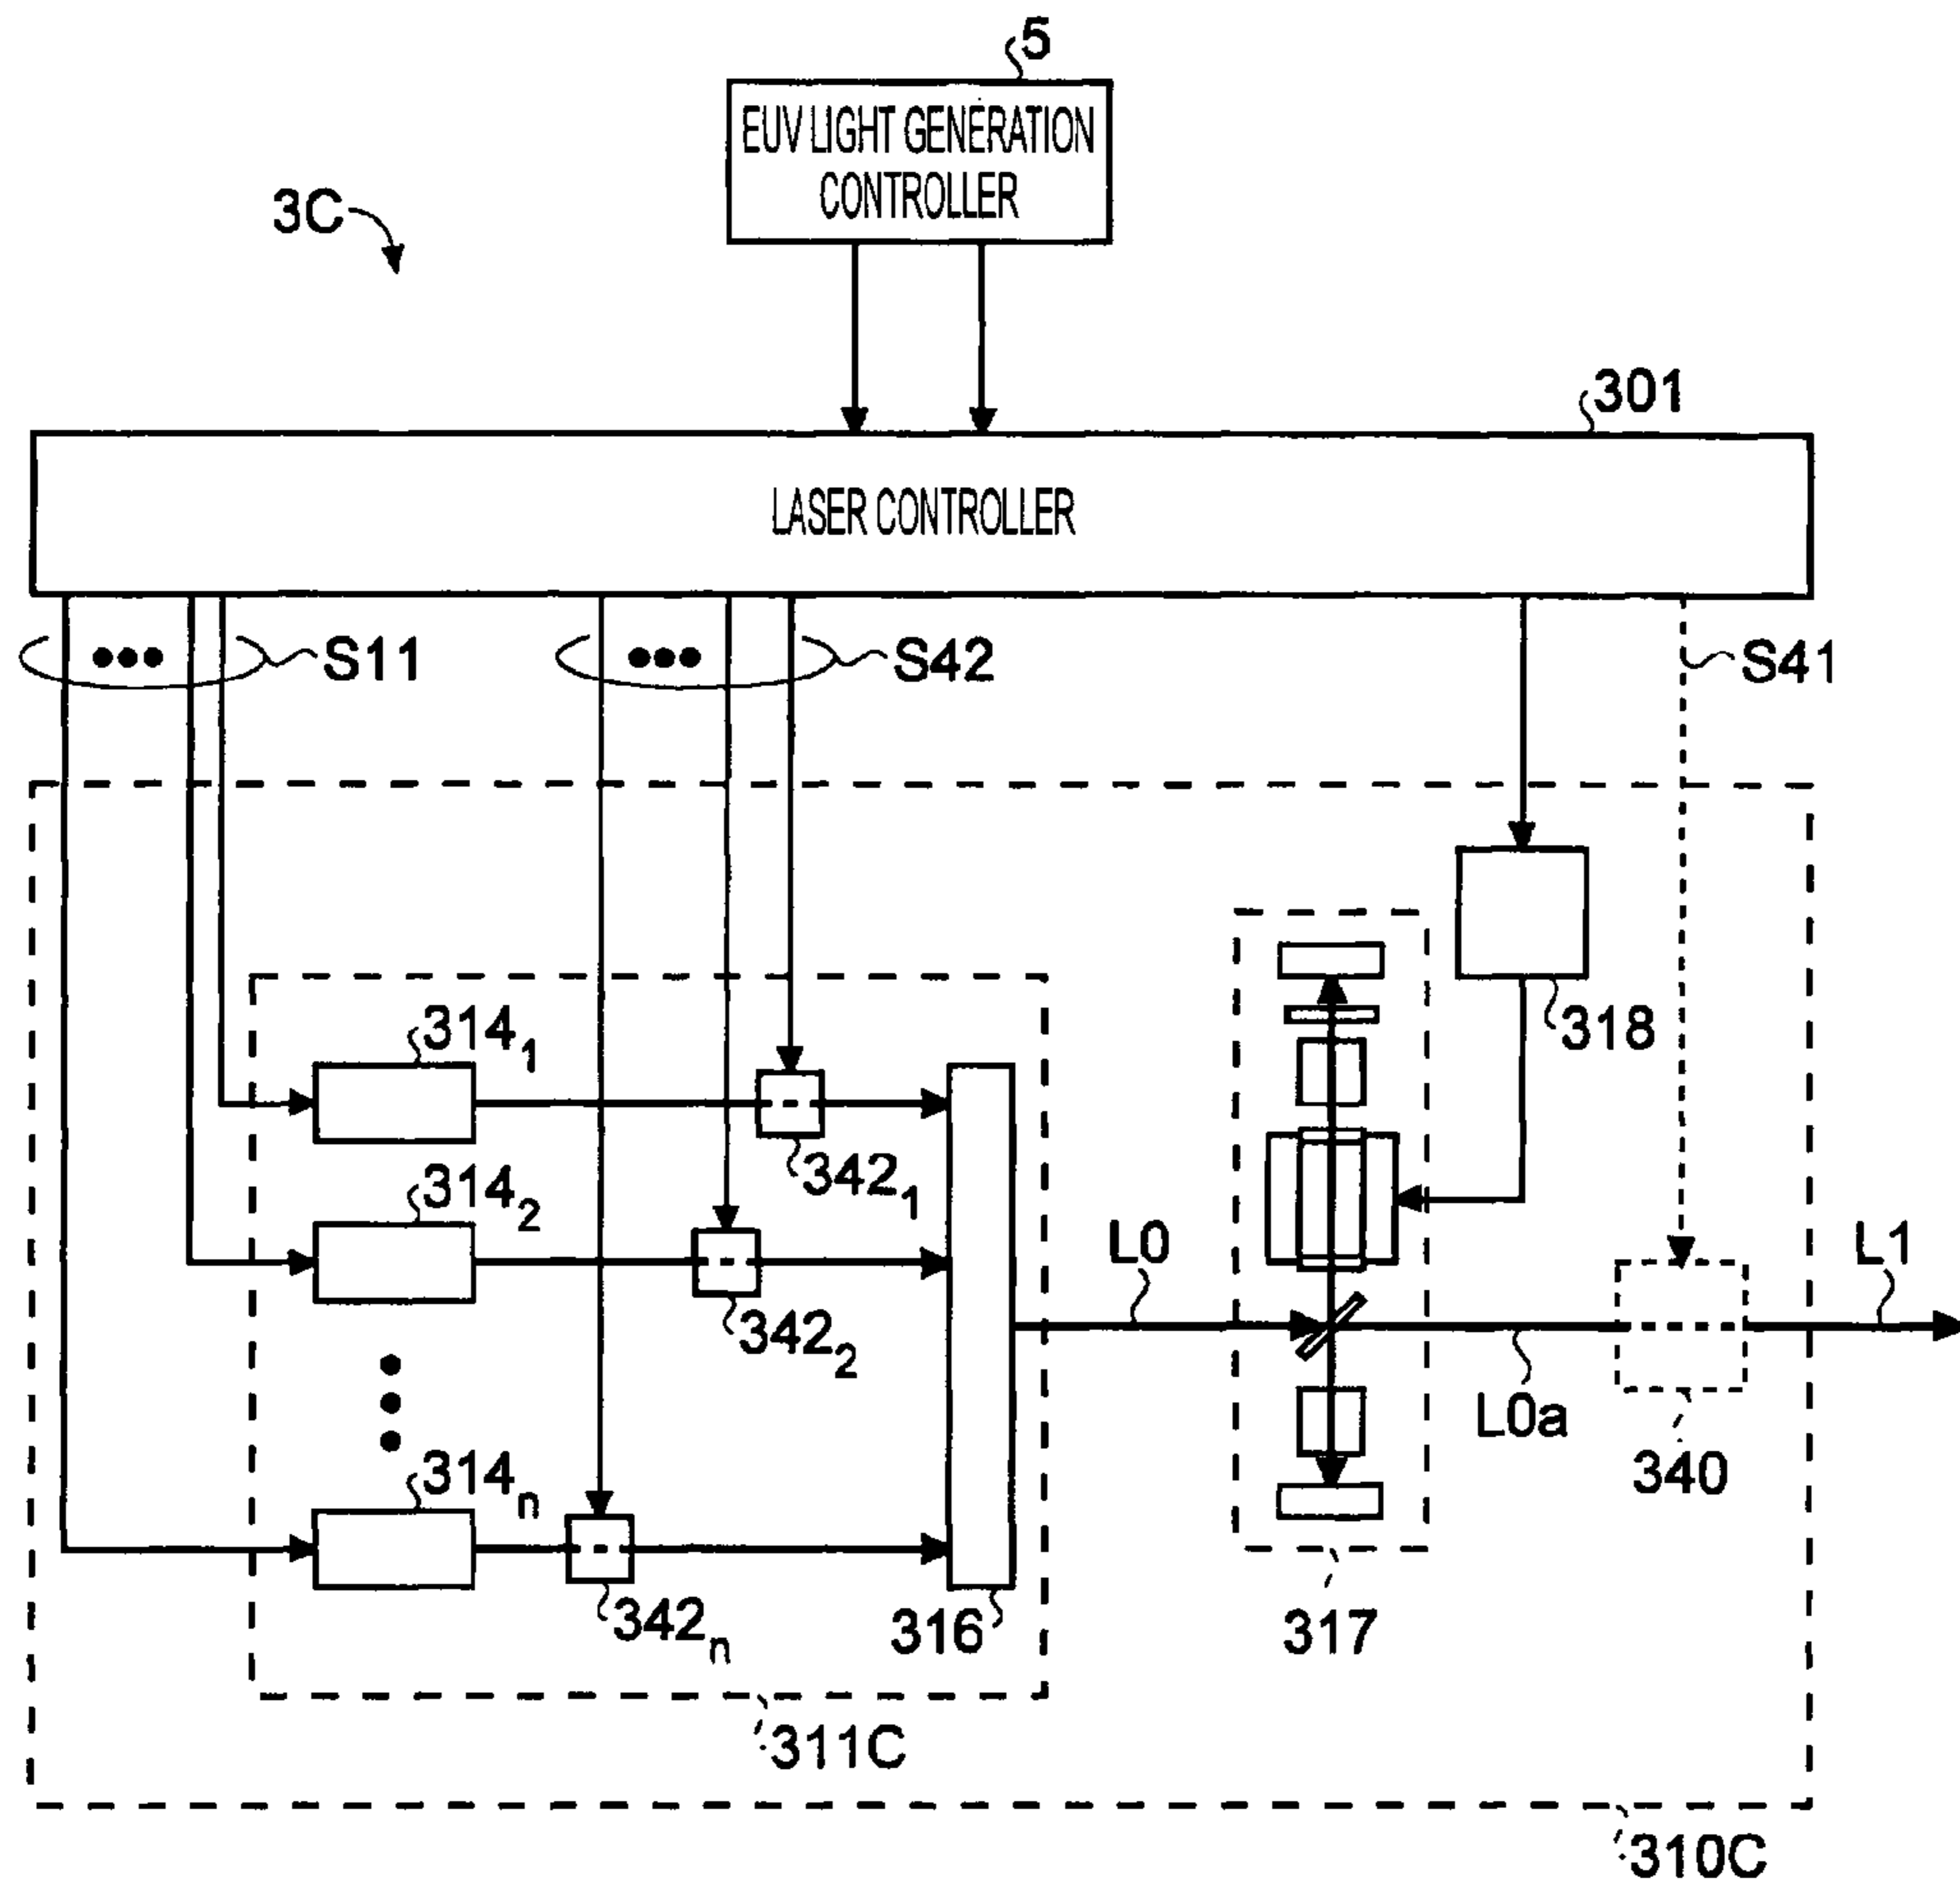 5
EUV LIGHT GENERATION
CONTROLLER
3C
301
LASER CONTROLLER
S11
S42
S41
318
314₁
342₁
314₂
342₂
L0
L1
L0a
340
314ₙ
342ₙ
316
317
311C
310C